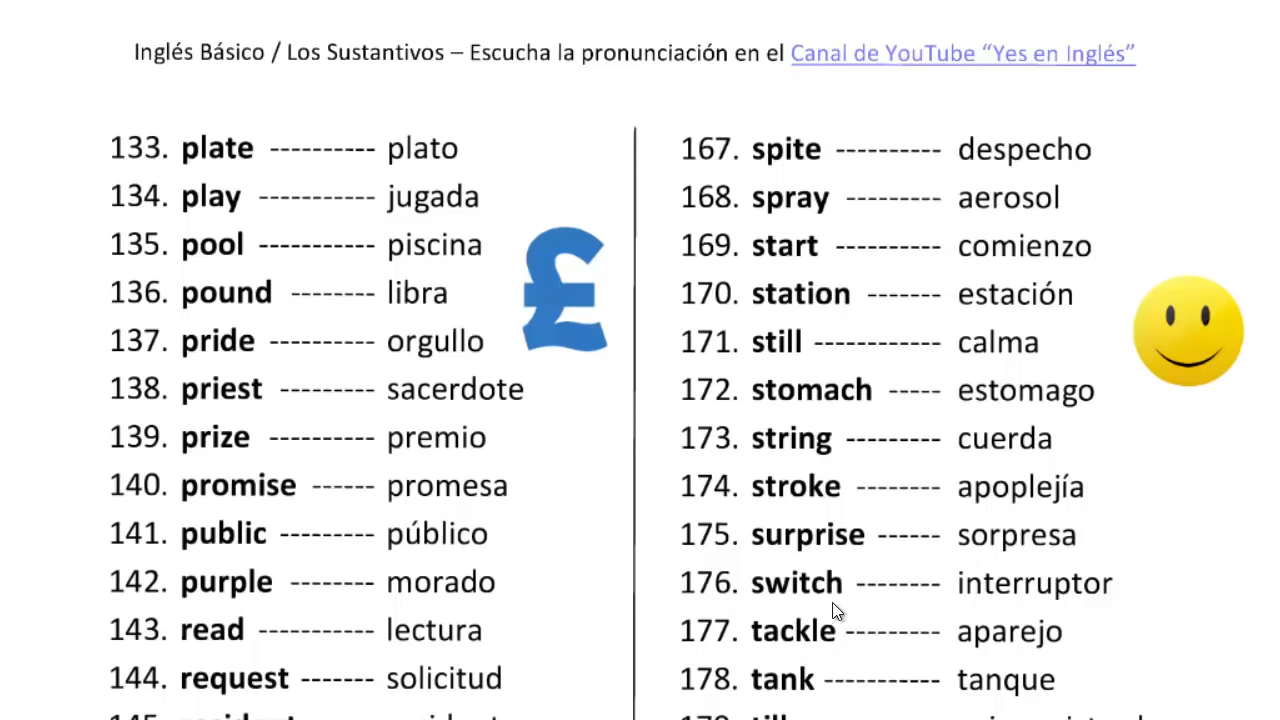 Inglés Básico / Los Sustantivos – Escucha la pronunciación en el Canal de YouTube “Yes en Inglés”
133. plate ---------- plato
134. play ----------- jugada
135. pool ----------- piscina
136. pound -------- libra
137. pride ---------- orgullo
138. priest --------- sacerdote
139. prize ---------- premio
140. promise ------ promesa
141. public --------- público
142. purple -------- morado
143. read ----------- lectura
144. request ------- solicitud
£
167. spite ---------- despecho
168. spray --------- aerosol
169. start ---------- comienzo
170. station ------- estación
171. still ------------ calma
172. stomach ----- estomago
173. string --------- cuerda
174. stroke -------- apoplejía
175. surprise ------ sorpresa
176. switch -------- interruptor
177. tackle --------- aparejo
178. tank ----------- tanque